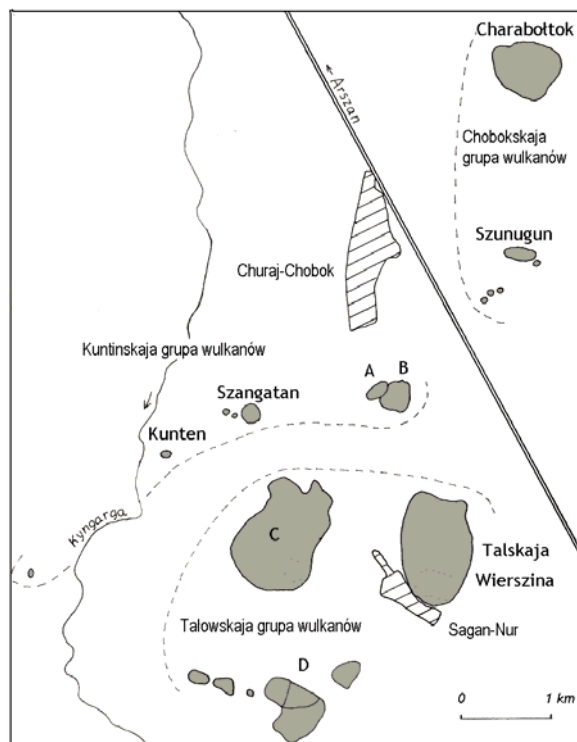 Charabołtok
Arszan
Chobokskaja
grupa wulkanów
Szunugun
Churaj-Chobok
Kuntinskaja grupa wulkanów
A B
Szangatan
Kunten
Kyngarga
C
Talskaja
Wierszina
Sagan-Nur
Talowskaja grupa wulkanów
D
0 1 km